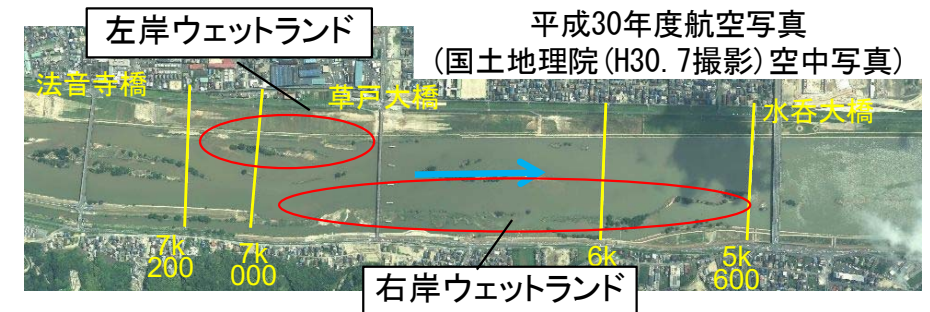 左岸ウェットランド
平成30年度航空写真
(国土地理院(H30.7撮影)空中写真)
法音寺橋
草戸大橋
水呑大橋
7k
200
7k
000
6k
5k
600
右岸ウェットランド